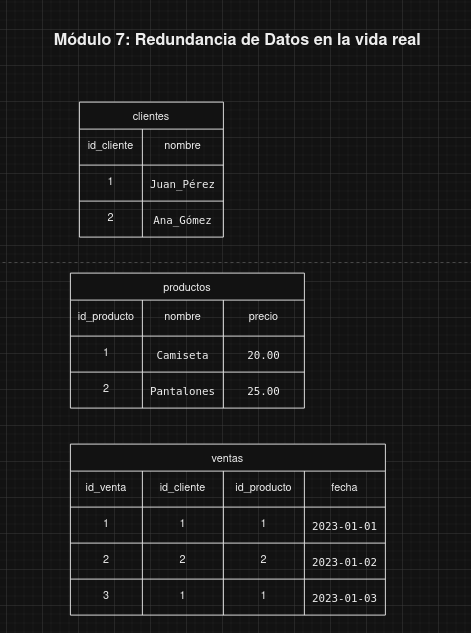 Módulo 7: Redundancia de Datos en la vida real
clientes
id_cliente nombre
1 Juan_Pérez
2 Ana_Gómez
productos
id_producto nombre precio
1 Camiseta 20.00
2 Pantalones 25.00
ventas
id_venta id_cliente id_producto fecha
1 1 1 2023-01-01
2 2 2 2023-01-02
3 1 1 2023-01-03